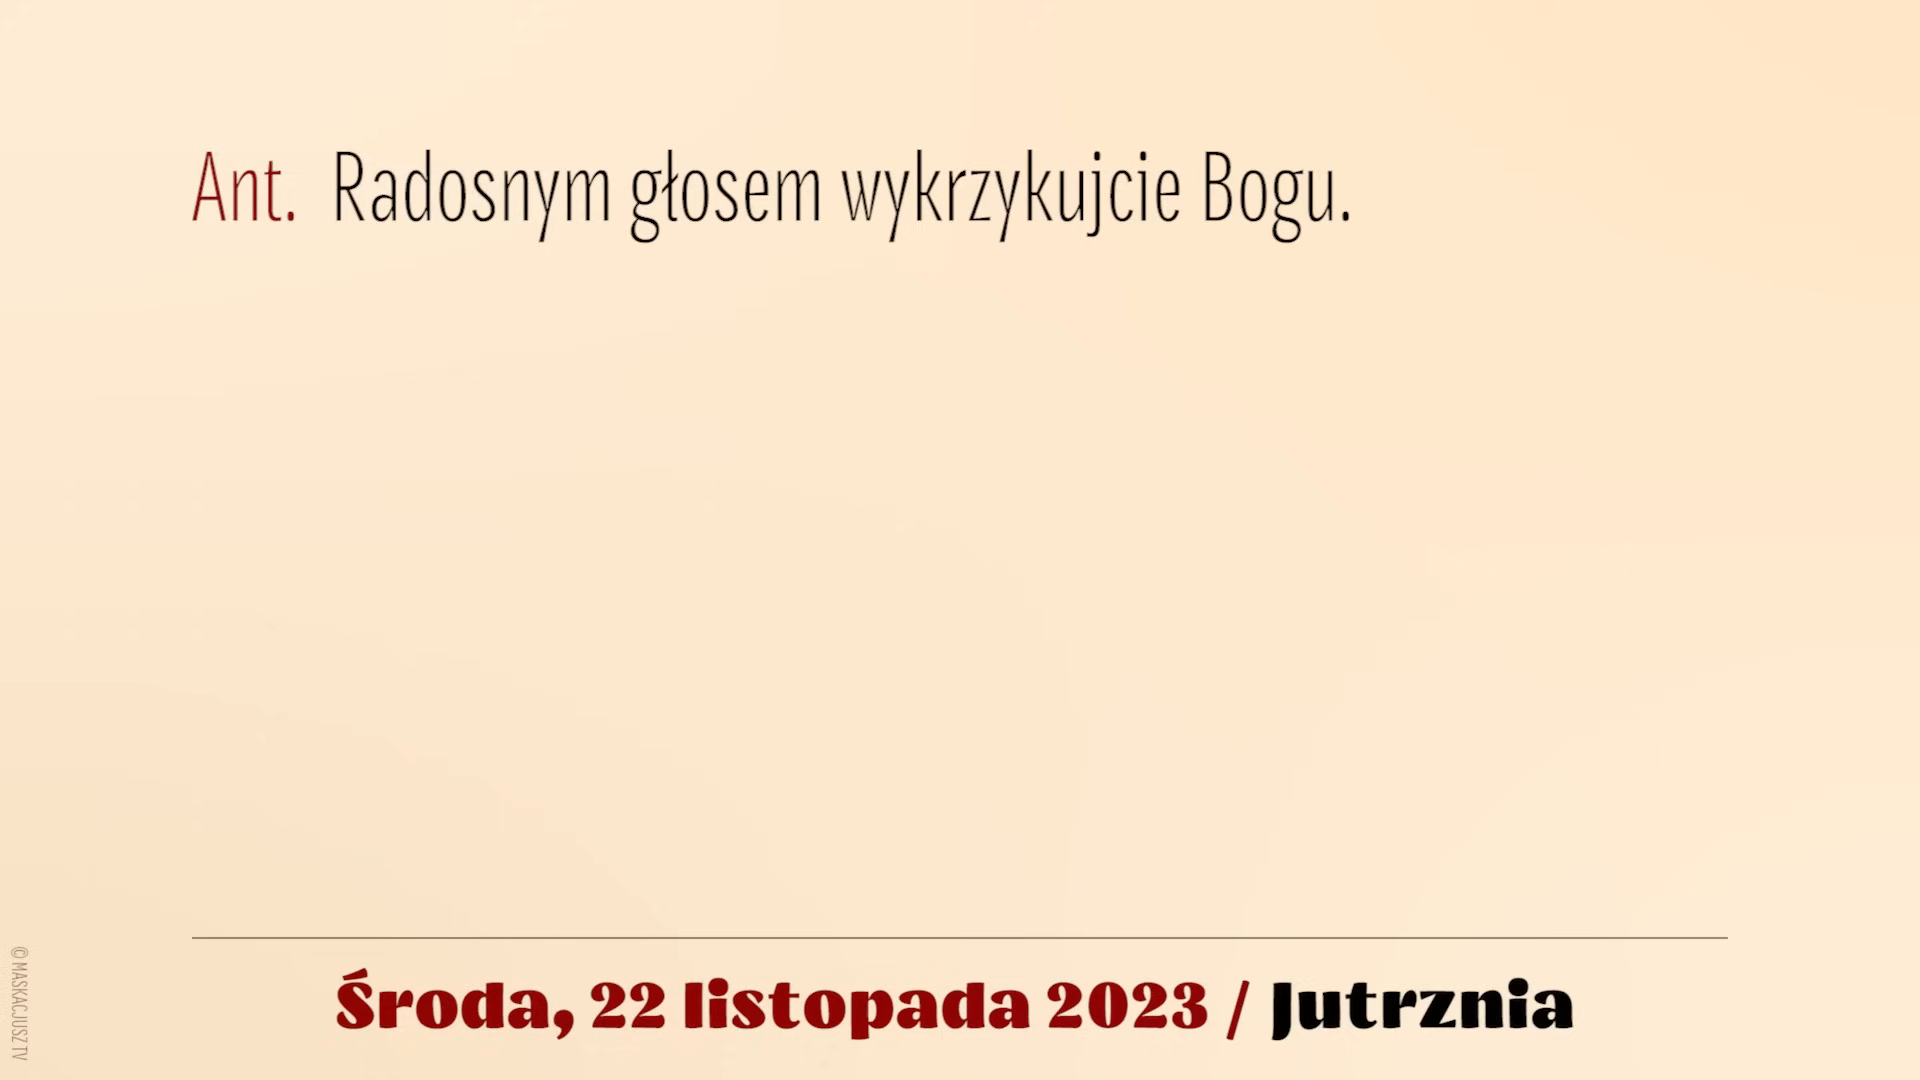 Ant. Radosnym głosem wykrzykujcie Bogu.
Środa, 22 listopada 2023 / Jutrznia
© MASKACJUSZ TV